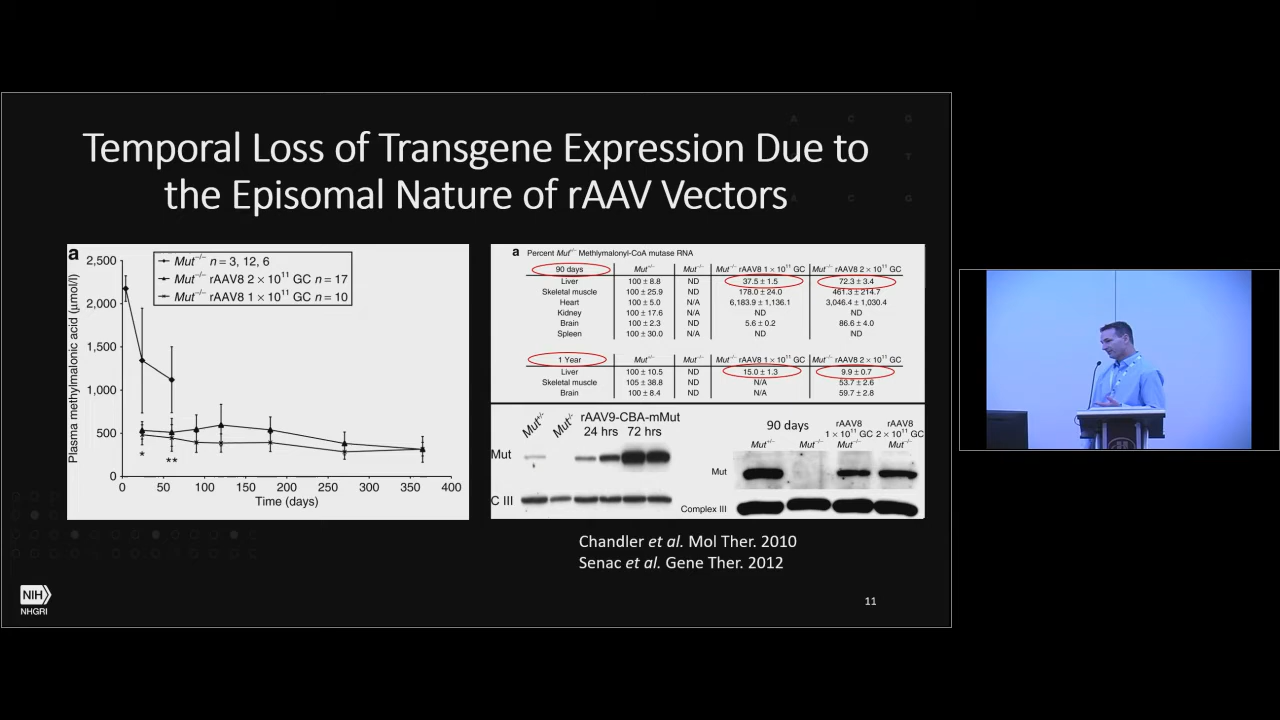 Temporal Loss of Transgene Expression Due to
the Episomal Nature of rAAV Vectors
a
Mut−/− n = 3, 12, 6
Mut−/− rAAV8 2 × 10¹¹ GC n = 17
Mut−/− rAAV8 1 × 10¹¹ GC n = 10
Plasma methylmalonic acid (μmol/l)
2,500
2,000
1,500
1,000
500
0
* **
0 50 100 150 200 250 300 350 400
Time (days)
a Percent Mut+/− Methlymalonyl-CoA mutase RNA
90 days Mut+/− Mut−/− Mut−/− rAAV8 1 × 10¹¹ GC Mut−/− rAAV8 2 × 10¹¹ GC
Liver 100 ± 8.8 ND 37.5 ± 1.5 72.3 ± 3.4
Skeletal muscle 100 ± 25.9 ND 178.0 ± 24.0 461.3 ± 214.7
Heart 100 ± 5.0 N/A 6,183.9 ± 1,136.1 3,046.4 ± 1,030.4
Kidney 100 ± 17.6 ND ND ND
Brain 100 ± 2.3 ND 5.6 ± 0.2 86.6 ± 4.0
Spleen 100 ± 30.0 N/A ND ND
1 Year Mut+/− Mut−/− Mut−/− rAAV8 1 × 10¹¹ GC Mut−/− rAAV8 2 × 10¹¹ GC
Liver 100 ± 10.5 ND 15.0 ± 1.3 9.9 ± 0.7
Skeletal muscle 105 ± 38.8 ND N/A 53.7 ± 2.6
Brain 100 ± 8.4 ND N/A 59.7 ± 2.8
Mut+/- Mut-/- rAAV9-CBA-mMut
24 hrs 72 hrs
Mut
C III
90 days rAAV8 rAAV8
1 × 10¹¹ GC 2 × 10¹¹ GC
Mut+/− Mut−/− Mut−/− Mut−/−
Mut
Complex III
Chandler et al. Mol Ther. 2010
Senac et al. Gene Ther. 2012
NIH
NHGRI
11